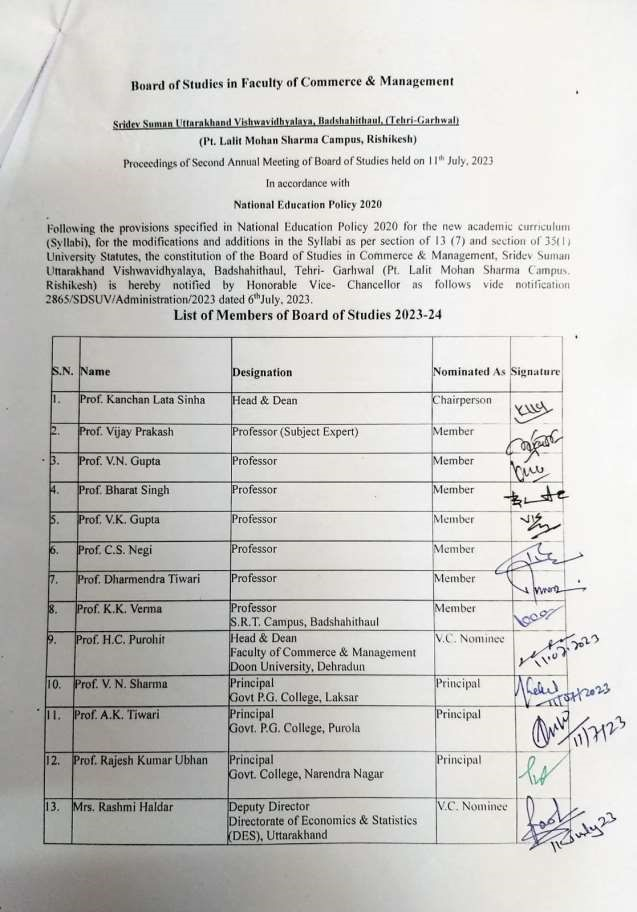 Board of Studies in Faculty of Commerce & Management
Sridev Suman Uttarakhand Vishwavidhyalaya, Badshahithaul, (Tehri-Garhwal)
(Pt. Lalit Mohan Sharma Campus, Rishikesh)
Proceedings of Second Annual Meeting of Board of Studies held on 11th July, 2023
In accordance with
National Education Policy 2020
Following the provisions specified in National Education Policy 2020 for the new academic curriculum
(Syllabi), for the modifications and additions in the Syllabi as per section of 13 (7) and section of 35(1)
University Statutes, the constitution of the Board of Studies in Commerce & Management, Sridev Suman
Uttarakhand Vishwavidhyalaya, Badshahithaul, Tehri- Garhwal (Pt. Lalit Mohan Sharma Campus,
Rishikesh) is hereby notified by Honorable Vice- Chancellor as follows vide notification
2865/SDSUV/Administration/2023 dated 6thJuly, 2023.
List of Members of Board of Studies 2023-24
S.N. Name Designation Nominated As Signature
1. Prof. Kanchan Lata Sinha Head & Dean Chairperson
2. Prof. Vijay Prakash Professor (Subject Expert) Member
3. Prof. V.N. Gupta Professor Member
4. Prof. Bharat Singh Professor Member
5. Prof. V.K. Gupta Professor Member
6. Prof. C.S. Negi Professor Member
7. Prof. Dharmendra Tiwari Professor Member
8. Prof. K.K. Verma Professor Member
S.R.T. Campus, Badshahithaul
9. Prof. H.C. Purohit Head & Dean V.C. Nominee
Faculty of Commerce & Management
Doon University, Dehradun
11.07.2023
10. Prof. V. N. Sharma Principal Principal
Govt P.G. College, Laksar
11/07/2023
11. Prof. A.K. Tiwari Principal Principal
Govt. P.G. College, Purola
11/7/23
12. Prof. Rajesh Kumar Ubhan Principal Principal
Govt. College, Narendra Nagar
13. Mrs. Rashmi Haldar Deputy Director V.C. Nominee
Directorate of Economics & Statistics
(DES), Uttarakhand
11 July 23